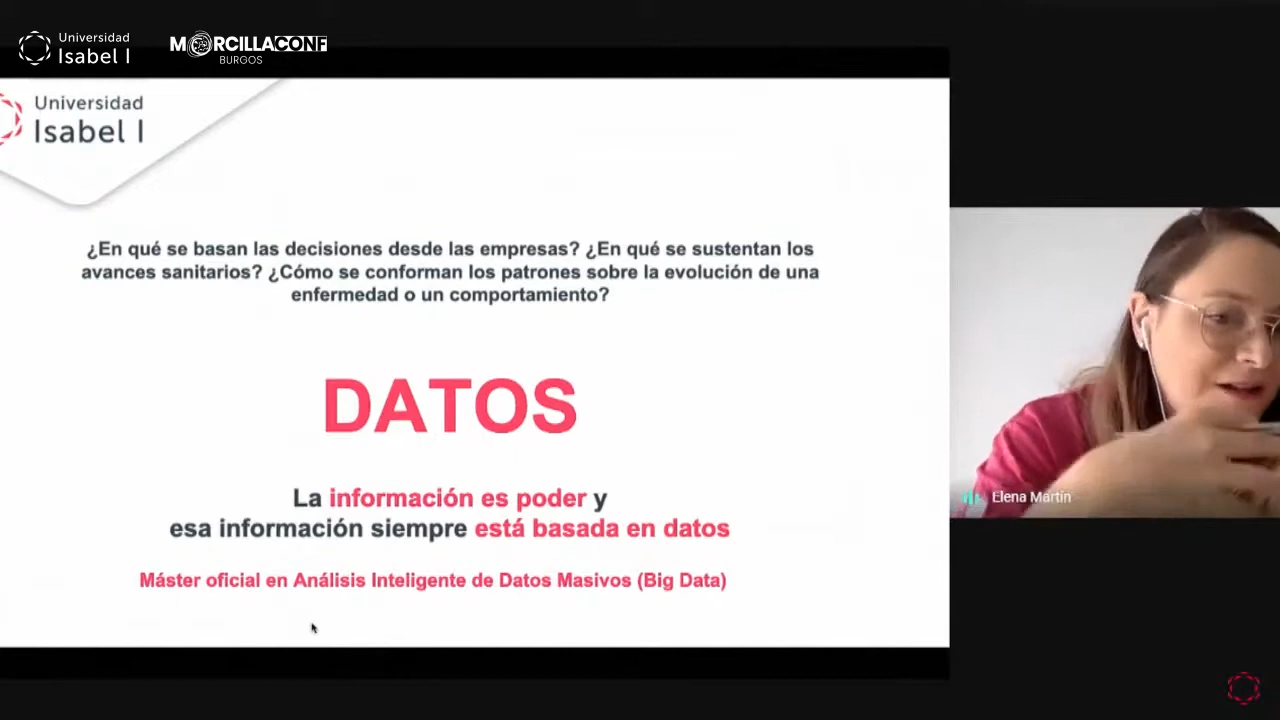 Universidad
Isabel I
MORCILLACONF
BURGOS
Universidad
Isabel I
¿En qué se basan las decisiones desde las empresas? ¿En qué se sustentan los
avances sanitarios? ¿Cómo se conforman los patrones sobre la evolución de una
enfermedad o un comportamiento?
DATOS
La información es poder y
esa información siempre está basada en datos
Máster oficial en Análisis Inteligente de Datos Masivos (Big Data)
Elena Martín